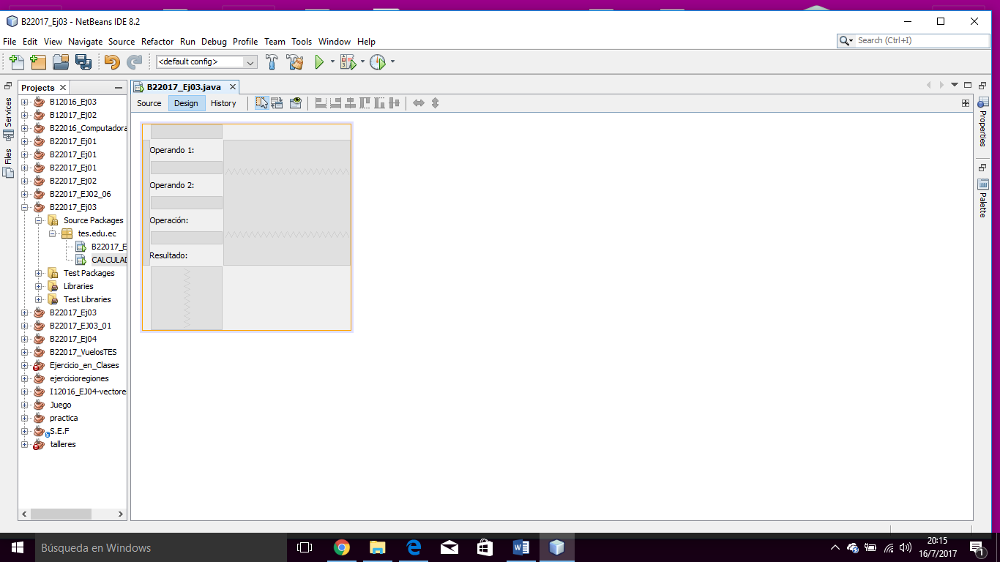 B22017_Ej03 - NetBeans IDE 8.2
File Edit View Navigate Source Refactor Run Debug Profile Team Tools Window Help
Search (Ctrl+I)
<default config>
Projects
B22017_Ej03.java
Source Design History
Services
Files
B12016_Ej03
B12017_Ej02
B22016_Computadora
B22017_Ej01
B22017_Ej01
B22017_Ej01
B22017_Ej02
B22017_EJ02_06
B22017_Ej03
Source Packages
tes.edu.ec
B22017_E
CALCULAD
Test Packages
Libraries
Test Libraries
B22017_Ej03
B22017_EJ03_01
B22017_Ej04
B22017_VuelosTES
Ejercicio_en_Clases
ejercicioregiones
I12016_EJ04-vectore
Juego
practica
S.E.F
talleres
Operando 1:
Operando 2:
Operación:
Resultado:
Properties
Palette
Búsqueda en Windows
20:15
16/7/2017
1